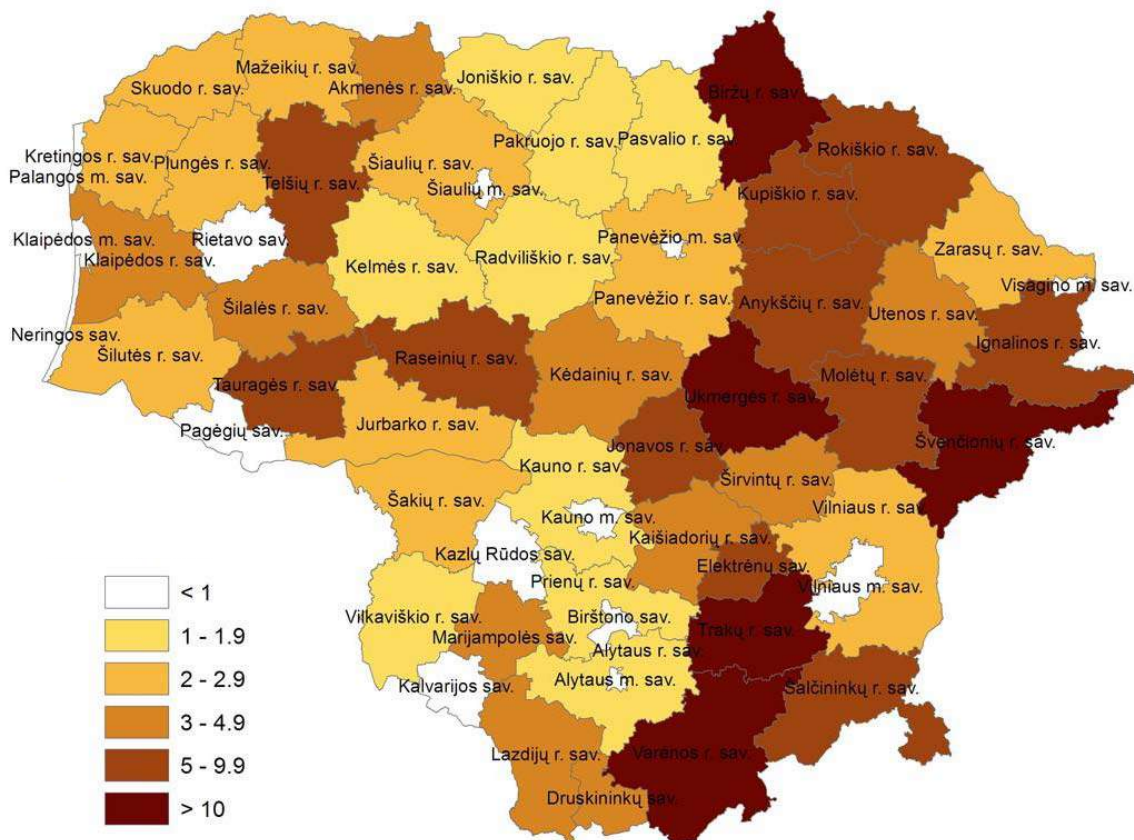 Mažeikių r. sav.
Skuodo r. sav.
Akmenės r. sav.
Joniškio r. sav.
Biržų r. sav.
Pakruojo r. sav.
Pasvalio r. sav.
Rokiškio r. sav.
Kretingos r. sav.
Plungės r. sav.
Šiaulių r. sav.
Palangos m. sav.
Telšių r. sav.
Šiaulių m. sav.
Kupiškio r. sav.
Klaipėdos m. sav.
Rietavo sav.
Panevėžio m. sav.
Zarasų r. sav.
Klaipėdos r. sav.
Kelmės r. sav.
Radviliškio r. sav.
Visagino m. sav.
Šilalės r. sav.
Panevėžio r. sav.
Anykščių r. sav.
Utenos r. sav.
Neringos sav.
Šilutės r. sav.
Raseinių r. sav.
Ignalinos r. sav.
Tauragės r. sav.
Kėdainių r. sav.
Molėtų r. sav.
Ukmergės r. sav.
Pagėgių sav.
Jurbarko r. sav.
Jonavos r. sav.
Švenčionių r. sav.
Kauno r. sav.
Širvintų r. sav.
Šakių r. sav.
Vilniaus r. sav.
Kauno m. sav.
Kaišiadorių r. sav.
Kazlų Rūdos sav.
Elektrėnų sav.
Prienų r. sav.
Vilniaus m. sav.
Vilkaviškio r. sav.
Birštono sav.
Marijampolės sav.
Trakų r. sav.
Alytaus r. sav.
Kalvarijos sav.
Alytaus m. sav.
Šalčininkų r. sav.
Lazdijų r. sav.
Varėnos r. sav.
Druskininkų sav.
< 1
1 - 1.9
2 - 2.9
3 - 4.9
5 - 9.9
> 10